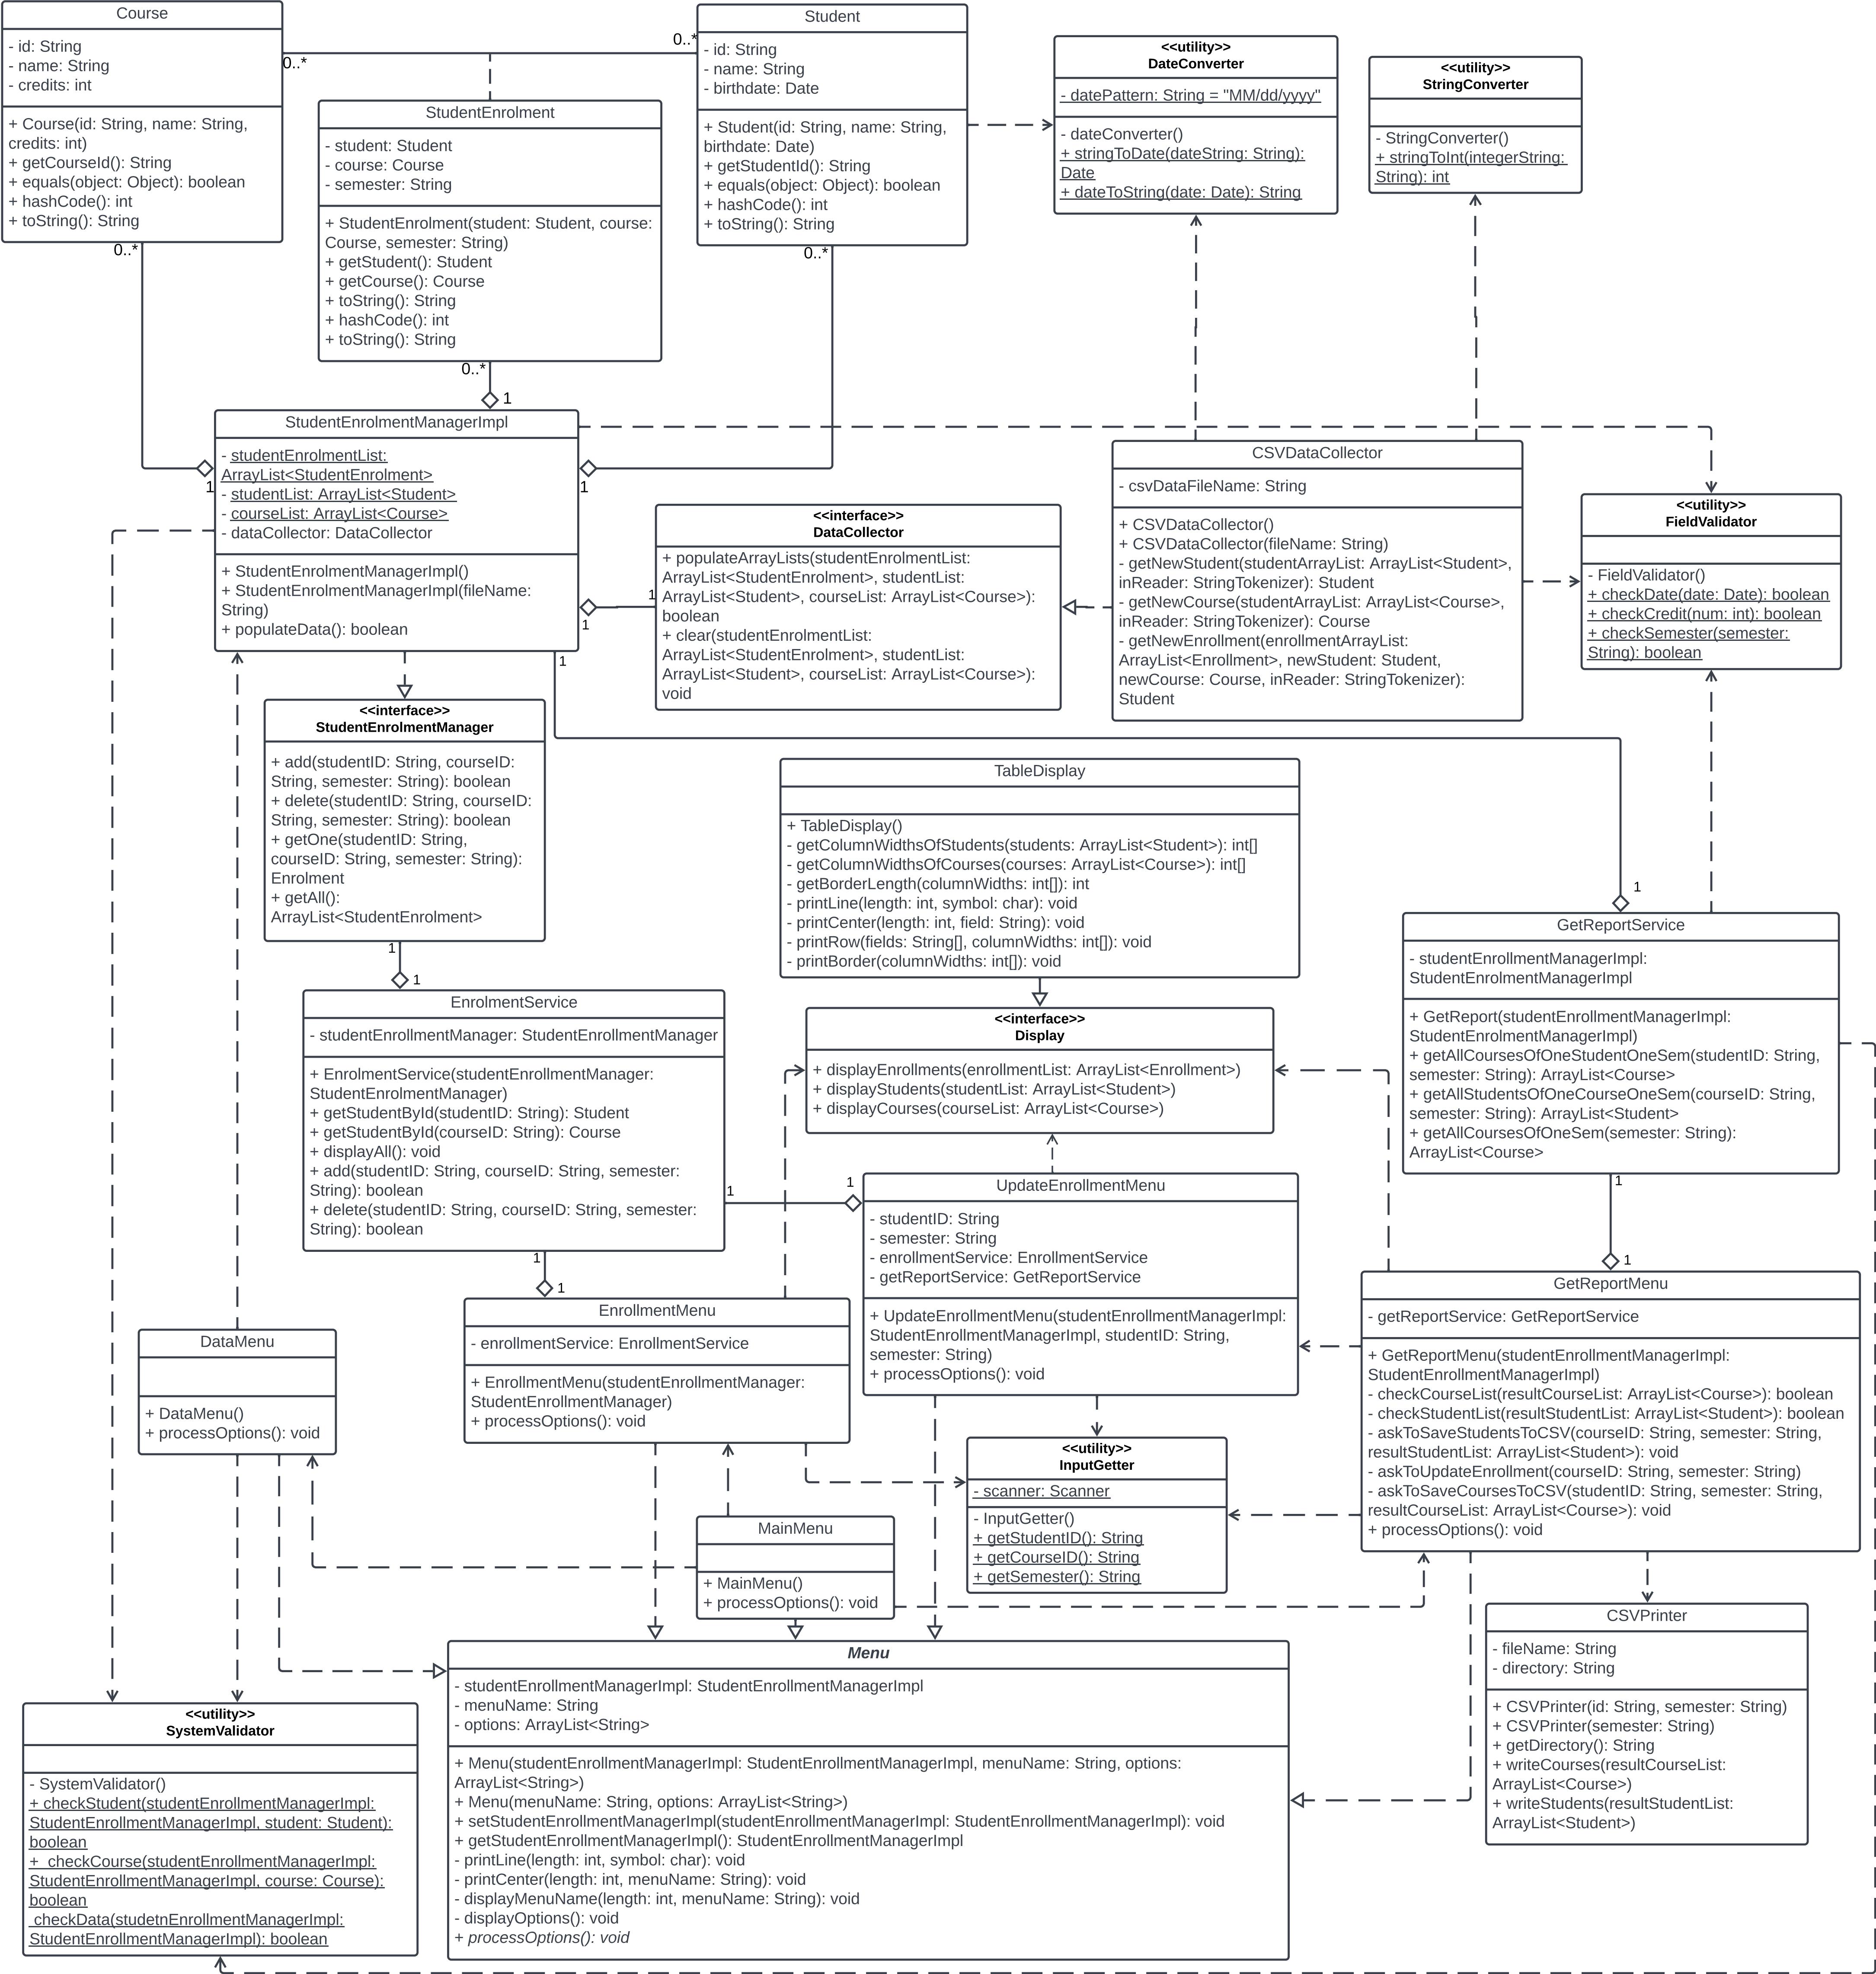 Course
- id: String
- name: String
- credits: int
+ Course(id: String, name: String,
credits: int)
+ getCourseId(): String
+ equals(object: Object): boolean
+ hashCode(): int
+ toString(): String
0..*
0..*
0..*
Student
- id: String
- name: String
- birthdate: Date
+ Student(id: String, name: String,
birthdate: Date)
+ getStudentId(): String
+ equals(object: Object): boolean
+ hashCode(): int
+ toString(): String
0..*
StudentEnrolment
- student: Student
- course: Course
- semester: String
+ StudentEnrolment(student: Student, course:
Course, semester: String)
+ getStudent(): Student
+ getCourse(): Course
+ toString(): String
+ hashCode(): int
+ toString(): String
0..*
1
<<utility>>
DateConverter
- datePattern: String = "MM/dd/yyyy"
- dateConverter()
+ stringToDate(dateString: String):
Date
+ dateToString(date: Date): String
<<utility>>
StringConverter
- StringConverter()
+ stringToInt(integerString:
String): int
StudentEnrolmentManagerImpl
- studentEnrolmentList:
ArrayList<StudentEnrolment>
- studentList: ArrayList<Student>
- courseList: ArrayList<Course>
- dataCollector: DataCollector
+ StudentEnrolmentManagerImpl()
+ StudentEnrolmentManagerImpl(fileName:
String)
+ populateData(): boolean
1
1
1
1
1
<<interface>>
DataCollector
+ populateArrayLists(studentEnrolmentList:
ArrayList<StudentEnrolment>, studentList:
ArrayList<Student>, courseList: ArrayList<Course>):
boolean
+ clear(studentEnrolmentList:
ArrayList<StudentEnrolment>, studentList:
ArrayList<Student>, courseList: ArrayList<Course>):
void
CSVDataCollector
- csvDataFileName: String
+ CSVDataCollector()
+ CSVDataCollector(fileName: String)
- getNewStudent(studentArrayList: ArrayList<Student>,
inReader: StringTokenizer): Student
- getNewCourse(studentArrayList: ArrayList<Course>,
inReader: StringTokenizer): Course
- getNewEnrollment(enrollmentArrayList:
ArrayList<Enrollment>, newStudent: Student,
newCourse: Course, inReader: StringTokenizer):
Student
<<utility>>
FieldValidator
- FieldValidator()
+ checkDate(date: Date): boolean
+ checkCredit(num: int): boolean
+ checkSemester(semester:
String): boolean
<<interface>>
StudentEnrolmentManager
+ add(studentID: String, courseID:
String, semester: String): boolean
+ delete(studentID: String, courseID:
String, semester: String): boolean
+ getOne(studentID: String,
courseID: String, semester: String):
Enrolment
+ getAll():
ArrayList<StudentEnrolment>
1
1
TableDisplay
+ TableDisplay()
- getColumnWidthsOfStudents(students: ArrayList<Student>): int[]
- getColumnWidthsOfCourses(courses: ArrayList<Course>): int[]
- getBorderLength(columnWidths: int[]): int
- printLine(length: int, symbol: char): void
- printCenter(length: int, field: String): void
- printRow(fields: String[], columnWidths: int[]): void
- printBorder(columnWidths: int[]): void
1
GetReportService
- studentEnrollmentManagerImpl:
StudentEnrollmentManagerImpl
+ GetReport(studentEnrollmentManagerImpl:
StudentEnrollmentManagerImpl)
+ getAllCoursesOfOneStudentOneSem(studentID: String,
semester: String): ArrayList<Course>
+ getAllStudentsOfOneCourseOneSem(courseID: String,
semester: String): ArrayList<Student>
+ getAllCoursesOfOneSem(semester: String):
ArrayList<Course>
1
1
EnrolmentService
- studentEnrollmentManager: StudentEnrollmentManager
+ EnrolmentService(studentEnrollmentManager:
StudentEnrollmentManager)
+ getStudentById(studentID: String): Student
+ getStudentById(courseID: String): Course
+ displayAll(): void
+ add(studentID: String, courseID: String, semester:
String): boolean
+ delete(studentID: String, courseID: String, semester:
String): boolean
1
1
1
1
<<interface>>
Display
+ displayEnrollments(enrollmentList: ArrayList<Enrollment>)
+ displayStudents(studentList: ArrayList<Student>)
+ displayCourses(courseList: ArrayList<Course>)
UpdateEnrollmentMenu
- studentID: String
- semester: String
- enrollmentService: EnrollmentService
- getReportService: GetReportService
+ UpdateEnrollmentMenu(studentEnrollmentManagerImpl:
StudentEnrollmentManagerImpl, studentID: String,
semester: String)
+ processOptions(): void
GetReportMenu
- getReportService: GetReportService
+ GetReportMenu(studentEnrollmentManagerImpl:
StudentEnrollmentManagerImpl)
- checkCourseList(resultCourseList: ArrayList<Course>): boolean
- checkStudentList(resultStudentList: ArrayList<Student>): boolean
- askToSaveStudentsToCSV(courseID: String, semester: String,
resultStudentList: ArrayList<Student>): void
- askToUpdateEnrollment(courseID: String, semester: String)
- askToSaveCoursesToCSV(studentID: String, semester: String,
resultCourseList: ArrayList<Course>): void
+ processOptions(): void
EnrollmentMenu
- enrollmentService: EnrollmentService
+ EnrollmentMenu(studentEnrollmentManager:
StudentEnrollmentManager)
+ processOptions(): void
DataMenu
+ DataMenu()
+ processOptions(): void
<<utility>>
InputGetter
- scanner: Scanner
- InputGetter()
+ getStudentID(): String
+ getCourseID(): String
+ getSemester(): String
MainMenu
+ MainMenu()
+ processOptions(): void
CSVPrinter
- fileName: String
- directory: String
+ CSVPrinter(id: String, semester: String)
+ CSVPrinter(semester: String)
+ getDirectory(): String
+ writeCourses(resultCourseList:
ArrayList<Course>)
+ writeStudents(resultStudentList:
ArrayList<Student>)
Menu
- studentEnrollmentManagerImpl: StudentEnrollmentManagerImpl
- menuName: String
- options: ArrayList<String>
+ Menu(studentEnrollmentManagerImpl: StudentEnrollmentManagerImpl, menuName: String, options:
ArrayList<String>)
+ Menu(menuName: String, options: ArrayList<String>)
+ setStudentEnrollmentManagerImpl(studentEnrollmentManagerImpl: StudentEnrollmentManagerImpl): void
+ getStudentEnrollmentManagerImpl(): StudentEnrollmentManagerImpl
- printLine(length: int, symbol: char): void
- printCenter(length: int, menuName: String): void
- displayMenuName(length: int, menuName: String): void
- displayOptions(): void
+ processOptions(): void
<<utility>>
SystemValidator
- SystemValidator()
+ checkStudent(studentEnrollmentManagerImpl:
StudentEnrollmentManagerImpl, student: Student):
boolean
+  checkCourse(studentEnrollmentManagerImpl:
StudentEnrollmentManagerImpl, course: Course):
boolean
checkData(studetnEnrollmentManagerImpl:
StudentEnrollmentManagerImpl): boolean